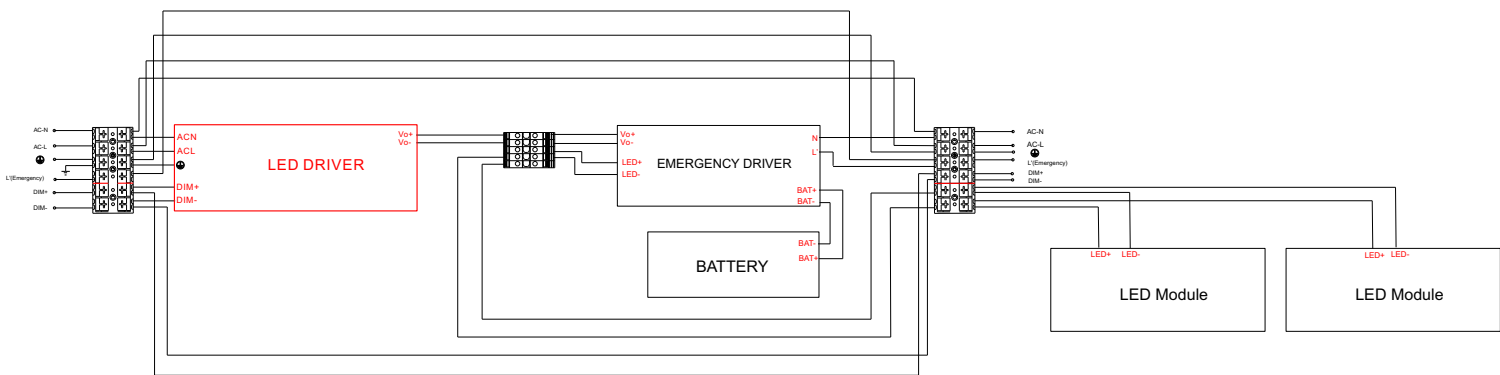 AC-N
AC-L
L'(Emergency)
DIM+
DIM-
ACN
ACL
DIM+
DIM-
LED DRIVER
Vo+
Vo-
Vo+
Vo-
LED+
LED-
EMERGENCY DRIVER
N
L'
BAT+
BAT-
BAT-
BAT+
BATTERY
AC-N
AC-L
L'(Emergency)
DIM+
DIM-
LED+ LED-
LED Module
LED+ LED-
LED Module